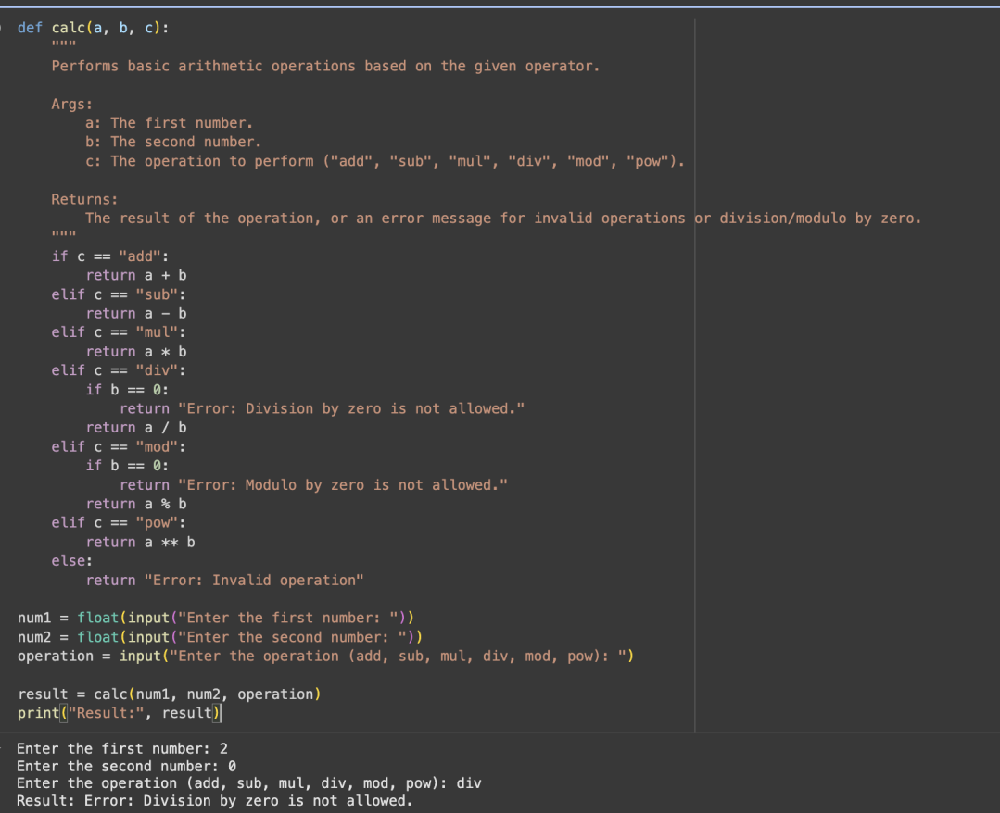 def calc(a, b, c):
    """
    Performs basic arithmetic operations based on the given operator.

    Args:
        a: The first number.
        b: The second number.
        c: The operation to perform ("add", "sub", "mul", "div", "mod", "pow").

    Returns:
        The result of the operation, or an error message for invalid operations or division/modulo by zero.
    """
    if c == "add":
        return a + b
    elif c == "sub":
        return a - b
    elif c == "mul":
        return a * b
    elif c == "div":
        if b == 0:
            return "Error: Division by zero is not allowed."
        return a / b
    elif c == "mod":
        if b == 0:
            return "Error: Modulo by zero is not allowed."
        return a % b
    elif c == "pow":
        return a ** b
    else:
        return "Error: Invalid operation"

num1 = float(input("Enter the first number: "))
num2 = float(input("Enter the second number: "))
operation = input("Enter the operation (add, sub, mul, div, mod, pow): ")

result = calc(num1, num2, operation)
print("Result:", result)
Enter the first number: 2
Enter the second number: 0
Enter the operation (add, sub, mul, div, mod, pow): div
Result: Error: Division by zero is not allowed.